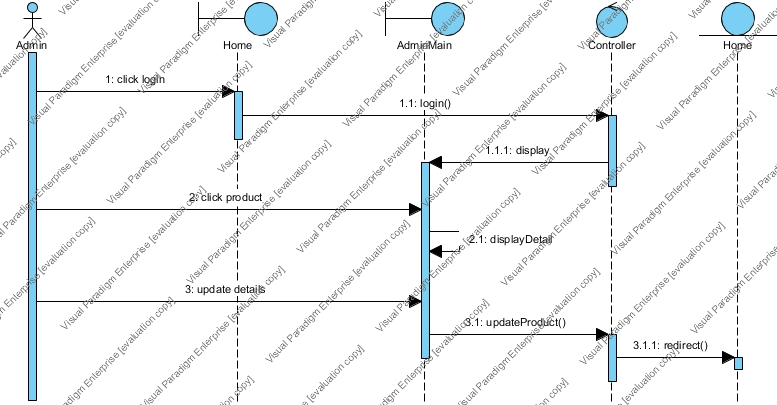 Admin
Home
AdminMain
Controller
Home
1: click login
1.1: login()
1.1.1: display
2: click product
2.1: displayDetail
3: update details
3.1: updateProduct()
3.1.1: redirect()
Visual Paradigm Enterprise [evaluation copy]